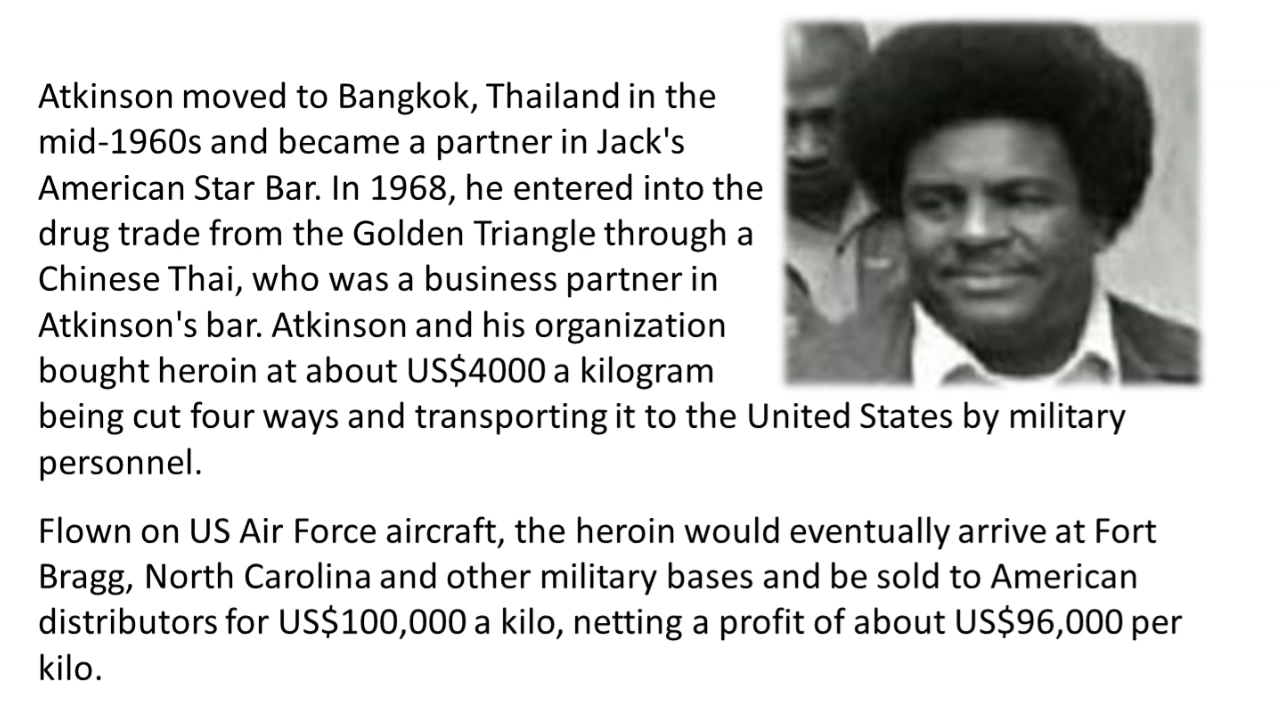 Atkinson moved to Bangkok, Thailand in the
mid-1960s and became a partner in Jack's
American Star Bar. In 1968, he entered into the
drug trade from the Golden Triangle through a
Chinese Thai, who was a business partner in
Atkinson's bar. Atkinson and his organization
bought heroin at about US$4000 a kilogram
being cut four ways and transporting it to the United States by military
personnel.
Flown on US Air Force aircraft, the heroin would eventually arrive at Fort
Bragg, North Carolina and other military bases and be sold to American
distributors for US$100,000 a kilo, netting a profit of about US$96,000 per
kilo.